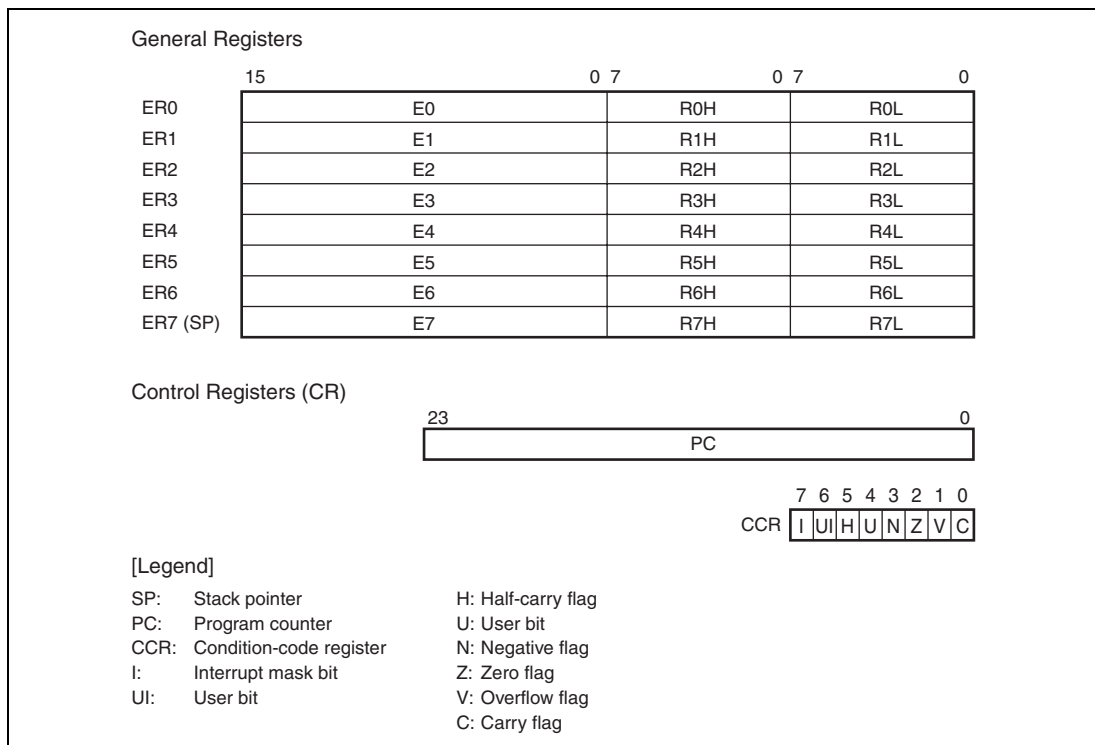 General Registers
15 0 7 0 7 0
ER0 E0 R0H R0L
ER1 E1 R1H R1L
ER2 E2 R2H R2L
ER3 E3 R3H R3L
ER4 E4 R4H R4L
ER5 E5 R5H R5L
ER6 E6 R6H R6L
ER7 (SP) E7 R7H R7L
Control Registers (CR)
23 0
PC
7 6 5 4 3 2 1 0
CCR I UI H U N Z V C
[Legend]
SP: Stack pointer
PC: Program counter
CCR: Condition-code register
I: Interrupt mask bit
UI: User bit
H: Half-carry flag
U: User bit
N: Negative flag
Z: Zero flag
V: Overflow flag
C: Carry flag